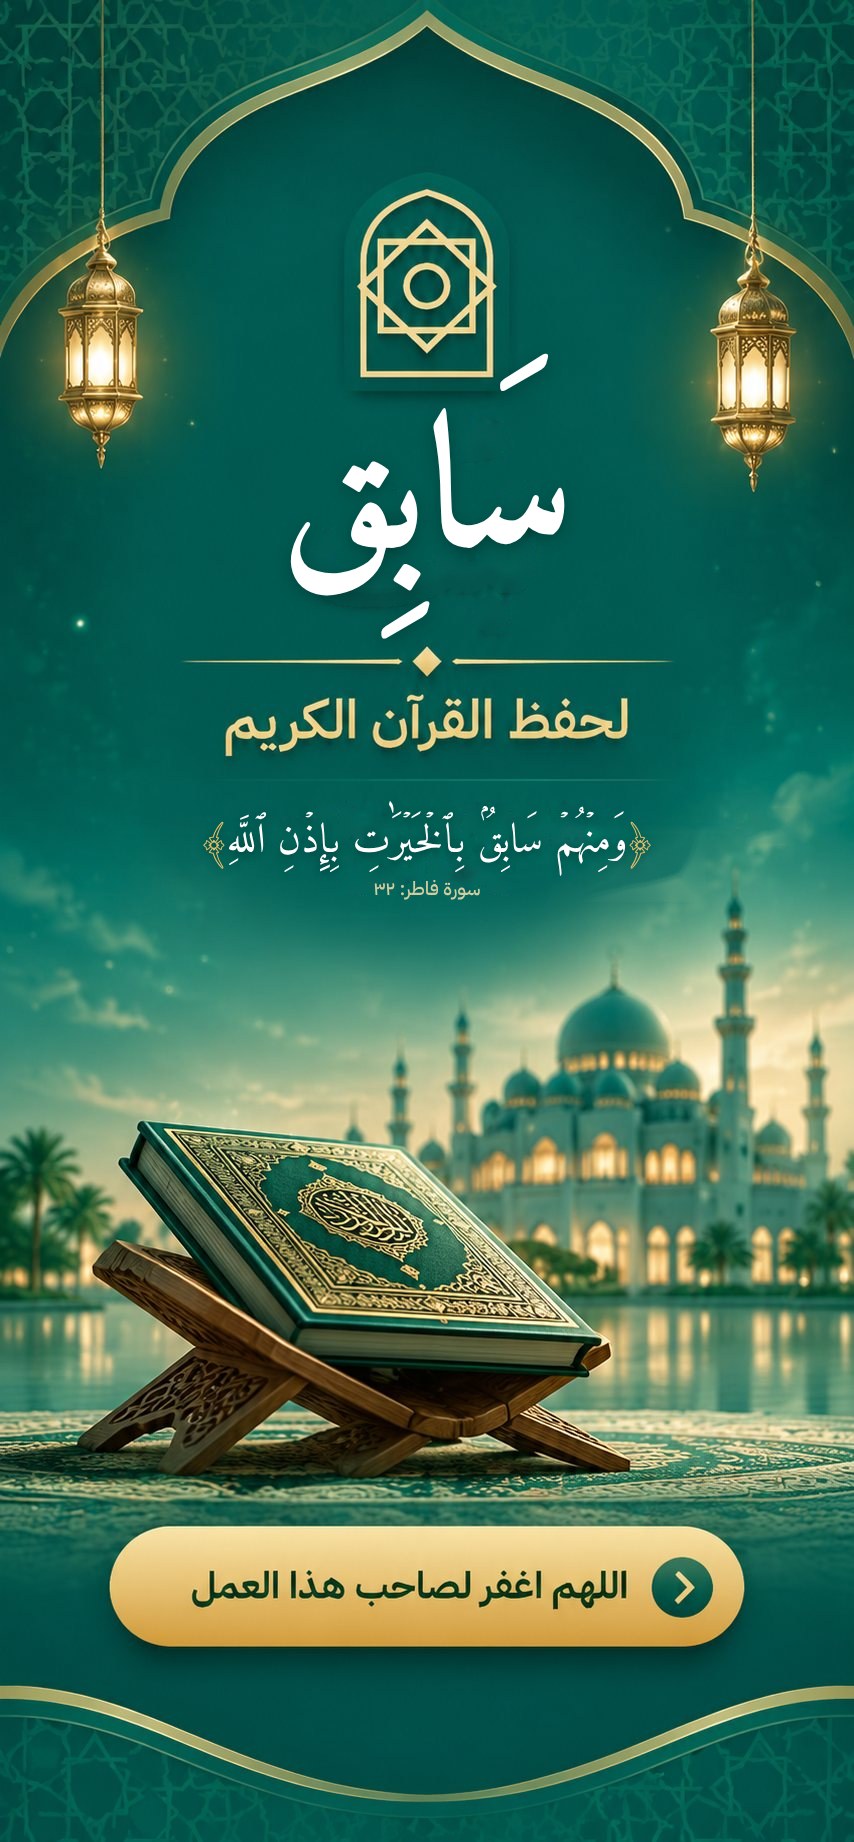 سَابِق
لحفظ القرآن الكريم
﴿وَمِنْهُمْ سَابِقٌۢ بِٱلْخَيْرَٰتِ بِإِذْنِ ٱللَّهِ﴾
سورة فاطر: ٣٢
اللهم اغفر لصاحب هذا العمل